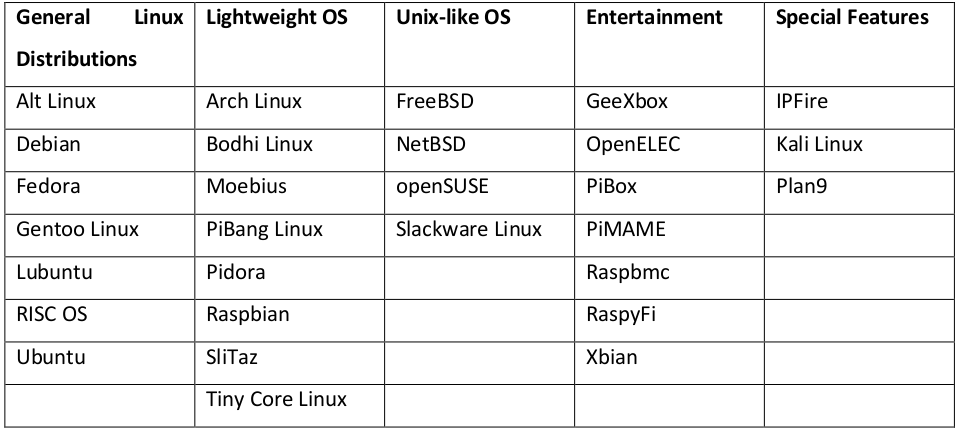 General Linux Distributions Lightweight OS Unix-like OS Entertainment Special Features
Alt Linux Arch Linux FreeBSD GeeXbox IPFire
Debian Bodhi Linux NetBSD OpenELEC Kali Linux
Fedora Moebius openSUSE PiBox Plan9
Gentoo Linux PiBang Linux Slackware Linux PiMAME
Lubuntu Pidora Raspbmc
RISC OS Raspbian RaspyFi
Ubuntu SliTaz Xbian
Tiny Core Linux